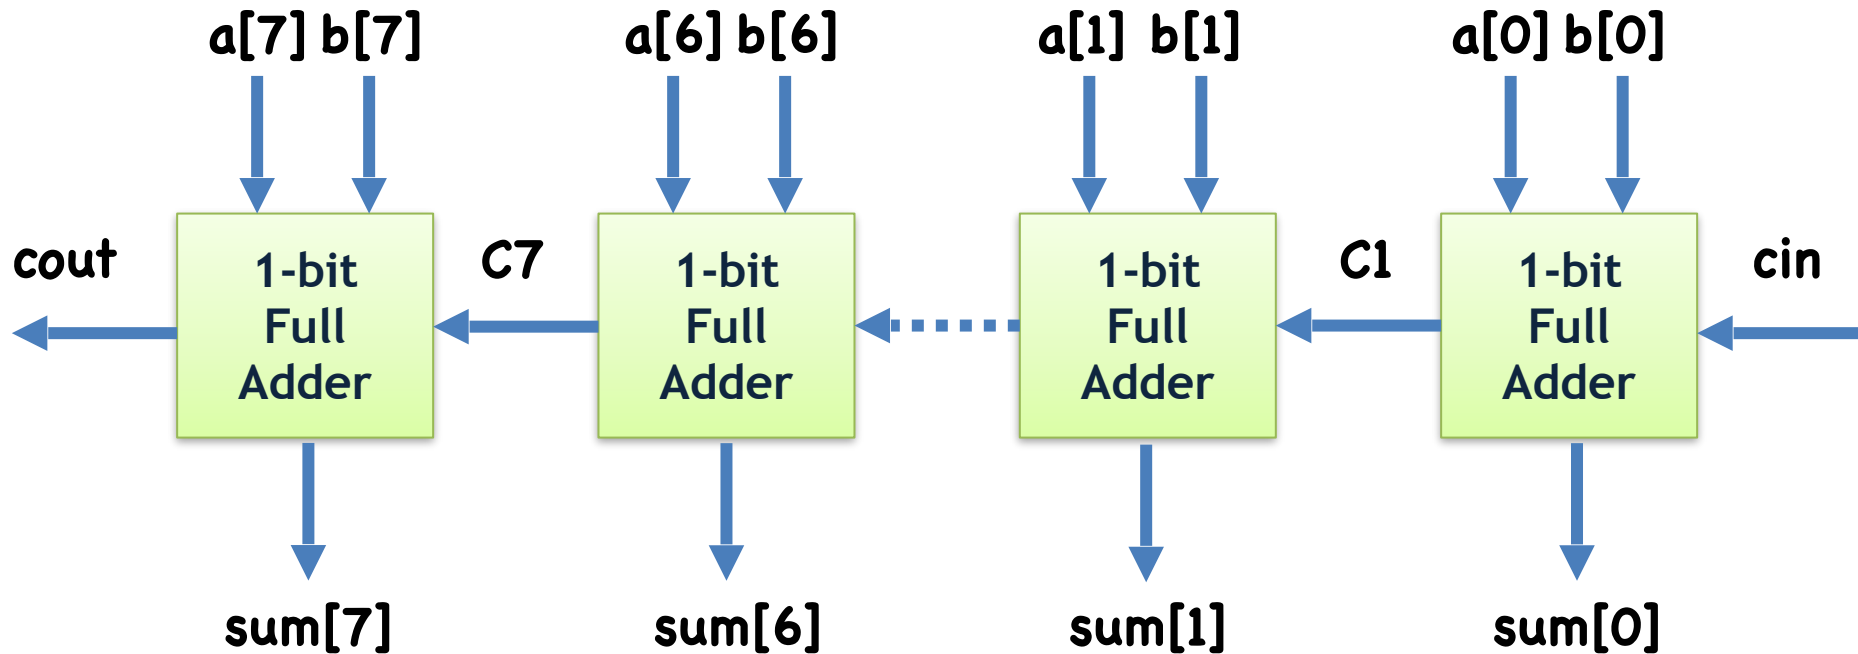 a[7] b[7] a[6] b[6] a[1] b[1] a[0] b[0]
cout C7 C1 cin
1-bit
Full
Adder
1-bit
Full
Adder
1-bit
Full
Adder
1-bit
Full
Adder
sum[7] sum[6] sum[1] sum[0]